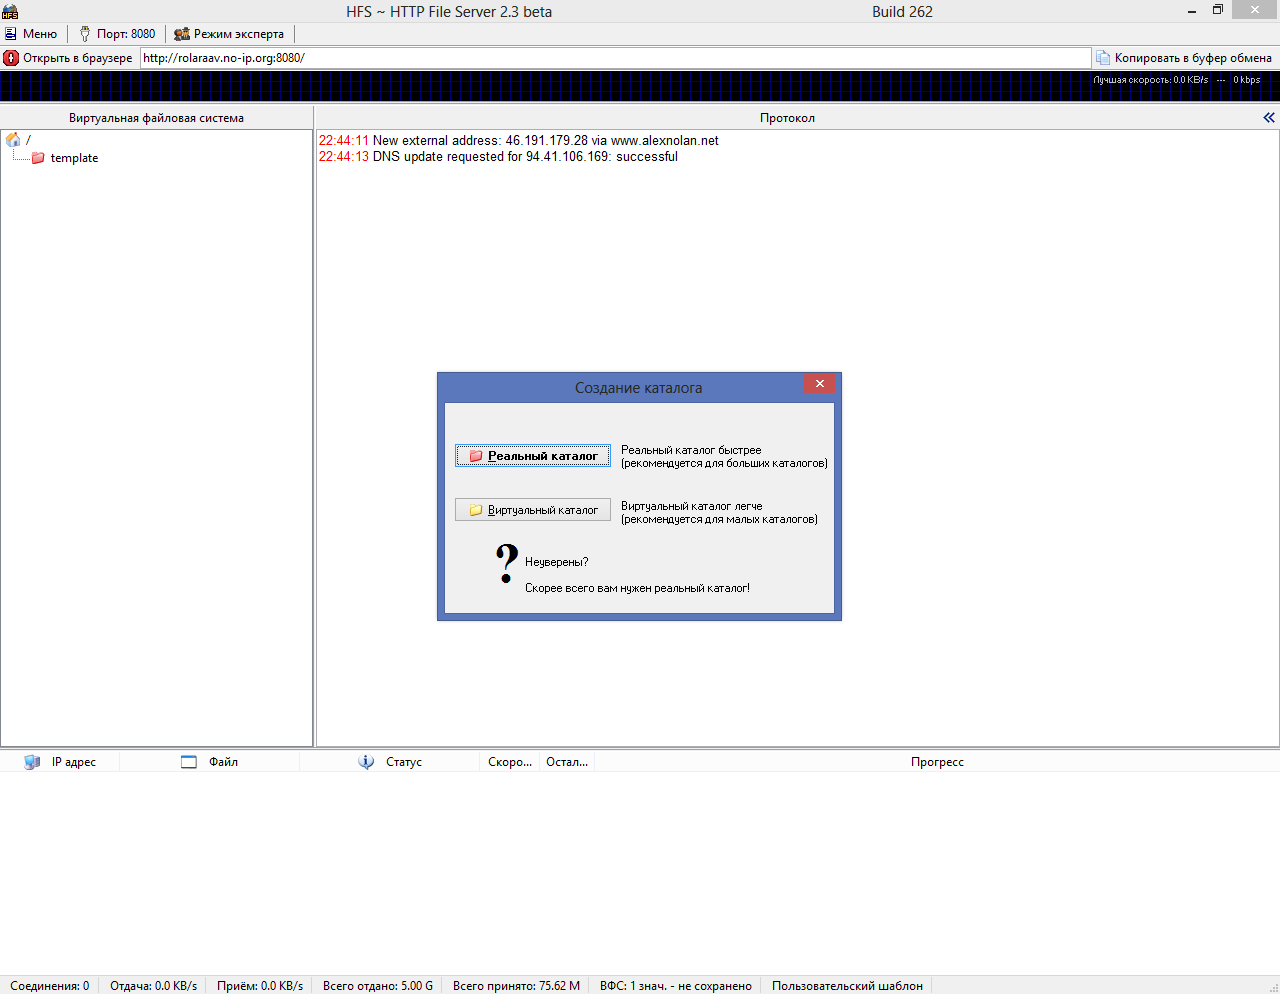 HFS ~ HTTP File Server 2.3 beta Build 262
Меню Порт: 8080 Режим эксперта
Открыть в браузере http://rolaraav.no-ip.org:8080/ Копировать в буфер обмена
Лучшая скорость: 0.0 KB/s --- 0 kbps
Виртуальная файловая система Протокол
/
template
22:44:11 New external address: 46.191.179.28 via www.alexnolan.net
22:44:13 DNS update requested for 94.41.106.169: successful
Создание каталога
Реальный каталог
Реальный каталог быстрее
(рекомендуется для больших каталогов)
Виртуальный каталог
Виртуальный каталог легче
(рекомендуется для малых каталогов)
?
Неуверены?
Скорее всего вам нужен реальный каталог!
IP адрес Файл Статус Скоро... Остал... Прогресс
Соединения: 0 Отдача: 0.0 KB/s Приём: 0.0 KB/s Всего отдано: 5.00 G Всего принято: 75.62 M ВФС: 1 знач. - не сохранено Пользовательский шаблон